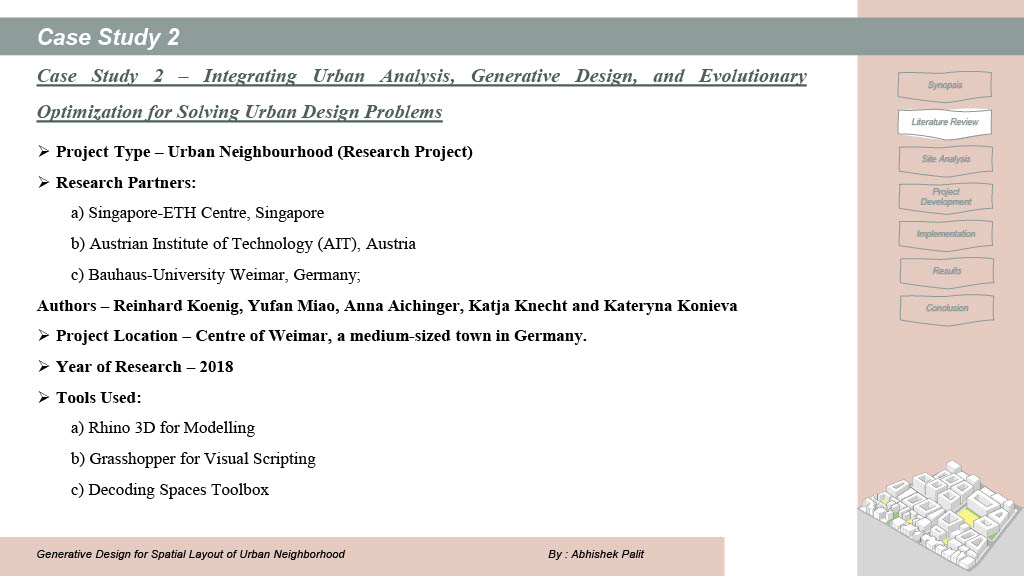 Case Study 2
Case Study 2 – Integrating Urban Analysis, Generative Design, and Evolutionary
Optimization for Solving Urban Design Problems
➢ Project Type – Urban Neighbourhood (Research Project)
➢ Research Partners:
a) Singapore-ETH Centre, Singapore
b) Austrian Institute of Technology (AIT), Austria
c) Bauhaus-University Weimar, Germany;
Authors – Reinhard Koenig, Yufan Miao, Anna Aichinger, Katja Knecht and Kateryna Konieva
➢ Project Location – Centre of Weimar, a medium-sized town in Germany.
➢ Year of Research – 2018
➢ Tools Used:
a) Rhino 3D for Modelling
b) Grasshopper for Visual Scripting
c) Decoding Spaces Toolbox
Synopsis
Literature Review
Site Analysis
Project
Development
Implementation
Results
Conclusion
Generative Design for Spatial Layout of Urban Neighborhood
By : Abhishek Palit